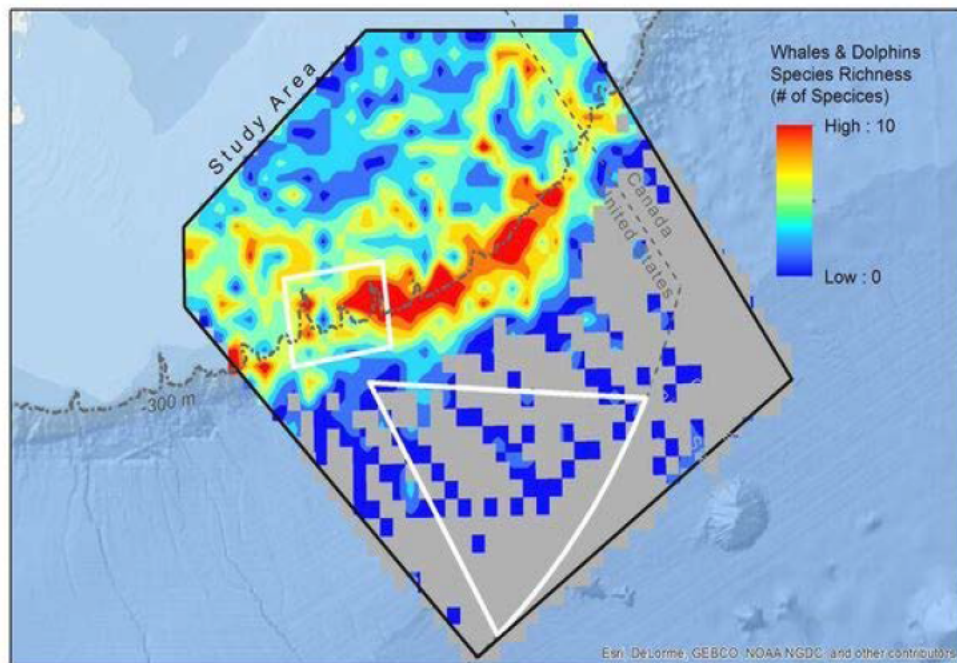 Study Area
Whales & Dolphins
Species Richness
(# of Specices)
High : 10
Low : 0
Canada
United States
-300 m
Esri, DeLorme, GEBCO, NOAA NGDC, and other contributors